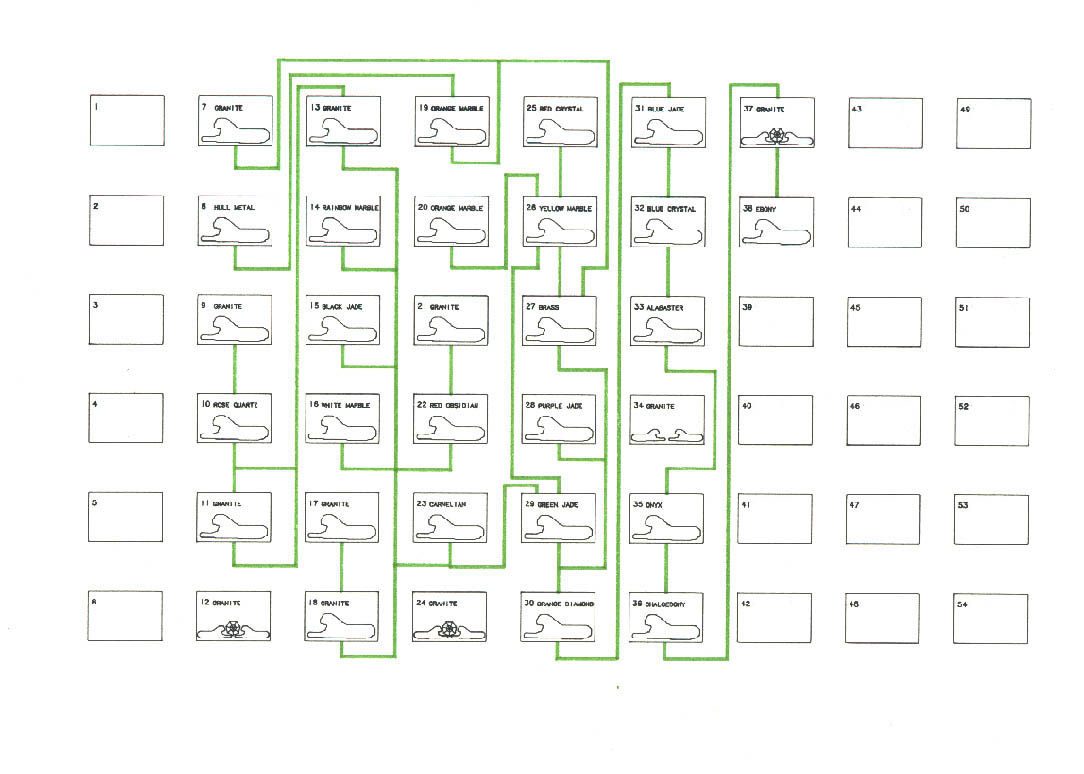 1
7 GRANITE
13 GRANITE
19 ORANGE MARBLE
25 RED CRYSTAL
31 BLUE JADE
37 GRANITE
43
49
2
8 HULL METAL
14 RAINBOW MARBLE
20 ORANGE MARBLE
26 YELLOW MARBLE
32 BLUE CRYSTAL
38 EBONY
44
50
3
9 GRANITE
15 BLACK JADE
2 GRANITE
27 BRASS
33 ALABASTER
39
45
51
4
10 ROSE QUARTZ
16 WHITE MARBLE
22 RED OBSIDIAN
28 PURPLE JADE
34 GRANITE
40
46
52
5
11 GRANITE
17 GRANITE
23 CARNELIAN
29 GREEN JADE
35 ONYX
41
47
53
6
12 GRANITE
18 GRANITE
24 GRANITE
30 ORANGE DIAMOND
36 CHALCEDONY
42
48
54